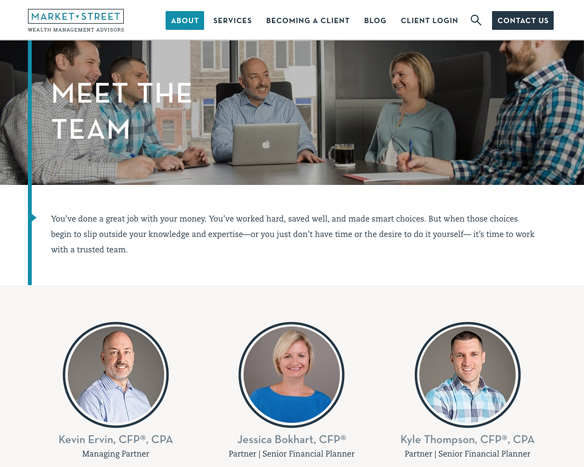 MARKET STREET
WEALTH MANAGEMENT ADVISORS
ABOUT SERVICES BECOMING A CLIENT BLOG CLIENT LOGIN CONTACT US
MEET THE
TEAM
You've done a great job with your money. You've worked hard, saved well, and made smart choices. But when those choices
begin to slip outside your knowledge and expertise—or you just don't have time or the desire to do it yourself— it's time to work
with a trusted team.
Kevin Ervin, CFP®, CPA
Managing Partner
Jessica Bokhart, CFP®
Partner | Senior Financial Planner
Kyle Thompson, CFP®, CPA
Partner | Senior Financial Planner